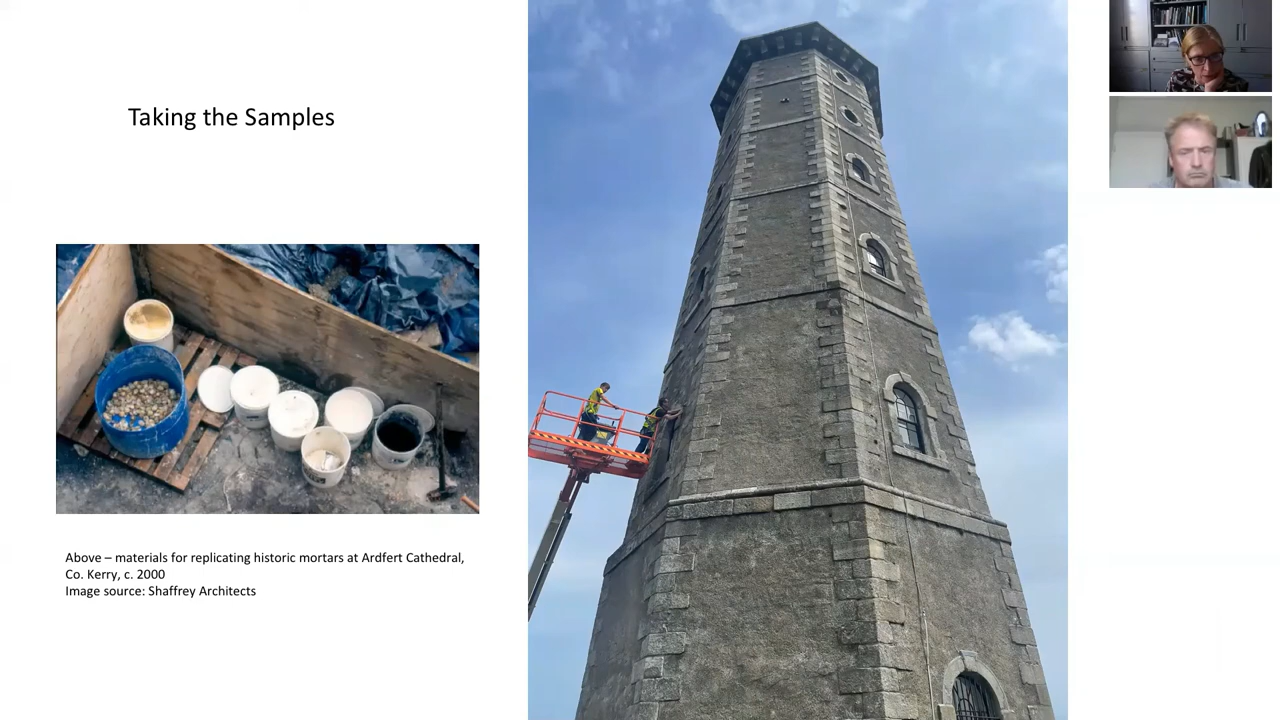 Taking the Samples
Above – materials for replicating historic mortars at Ardfert Cathedral,
Co. Kerry, c. 2000
Image source: Shaffrey Architects